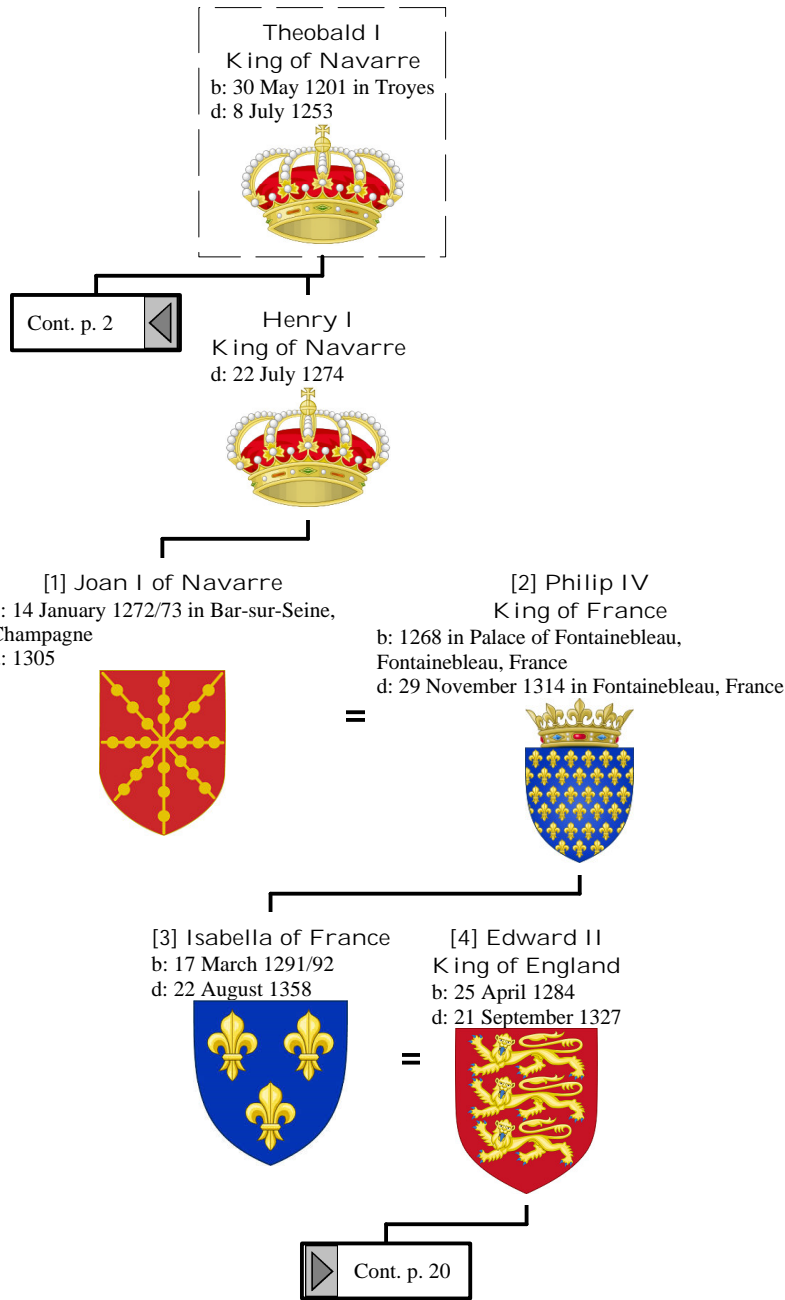 Theobald I
King of Navarre
b: 30 May 1201 in Troyes
d: 8 July 1253
Cont. p. 2
Henry I
King of Navarre
d: 22 July 1274
[1] Joan I of Navarre
: 14 January 1272/73 in Bar-sur-Seine,
Champagne
: 1305
=
[2] Philip IV
King of France
b: 1268 in Palace of Fontainebleau,
Fontainebleau, France
d: 29 November 1314 in Fontainebleau, France
[3] Isabella of France
b: 17 March 1291/92
d: 22 August 1358
=
[4] Edward II
King of England
b: 25 April 1284
d: 21 September 1327
Cont. p. 20